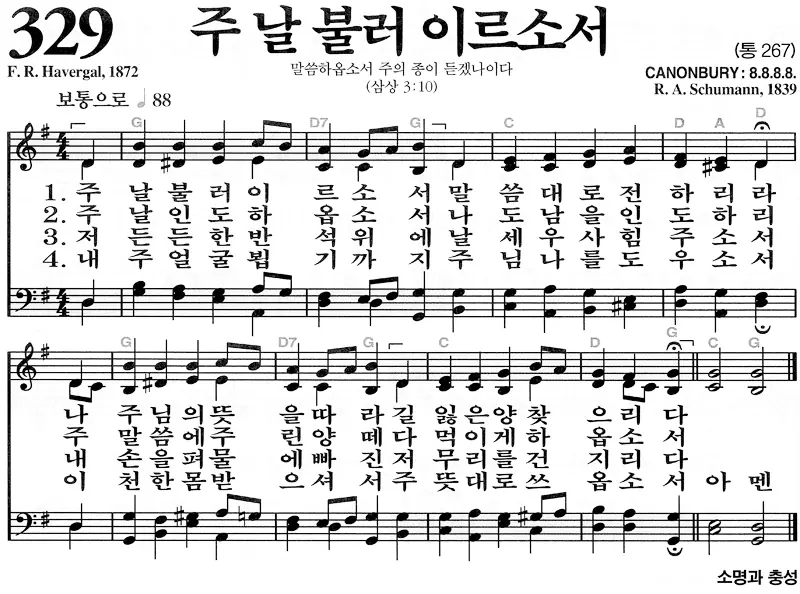 329 주 날 불러 이르소서
(통 267)
F. R. Havergal, 1872
말씀하옵소서 주의 종이 듣겠나이다
(삼상 3:10)
CANONBURY : 8.8.8.8.
R. A. Schumann, 1839
보통으로 ♩ 88
G D7 G C D A D
4 4
1. 주 날 불 러 이 르 소 서 말 씀 대 로 전 하 리 라
2. 주 날 인 도 하 옵 소 서 나 도 남 을 인 도 하 리
3. 저 든 든 한 반 석 위 에 날 세 우 사 힘 주 소 서
4. 내 주 얼 굴 뵙 기 까 지 주 님 나 를 도 우 소 서
4 4
G D7 G C D G C G
나 주 님 의 뜻 을 따 라 길 잃 은 양 찾 으 리 다
주 말 씀 에 주 린 양 떼 다 먹 이 게 하 옵 소 서
내 손 을 펴 물 에 빠 진 저 무 리 를 건 지 리 다
이 천 한 몸 받 으 셔 서 주 뜻 대 로 쓰 옵 소 서 아 멘
소명과 충성